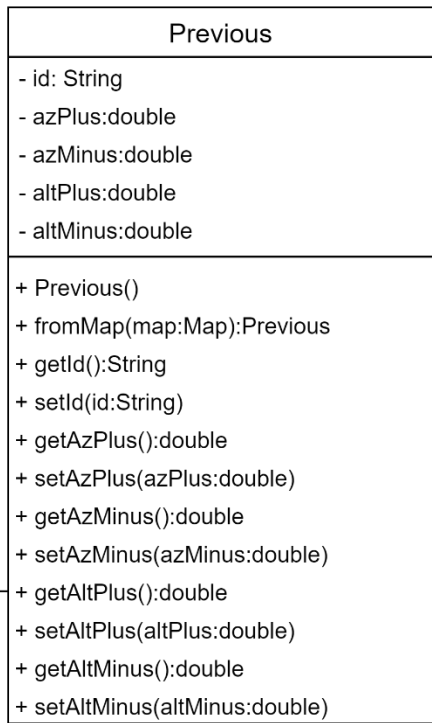 Previous
- id: String
- azPlus:double
- azMinus:double
- altPlus:double
- altMinus:double
+ Previous()
+ fromMap(map:Map):Previous
+ getId():String
+ setId(id:String)
+ getAzPlus():double
+ setAzPlus(azPlus:double)
+ getAzMinus():double
+ setAzMinus(azMinus:double)
+ getAltPlus():double
+ setAltPlus(altPlus:double)
+ getAltMinus():double
+ setAltMinus(altMinus:double)